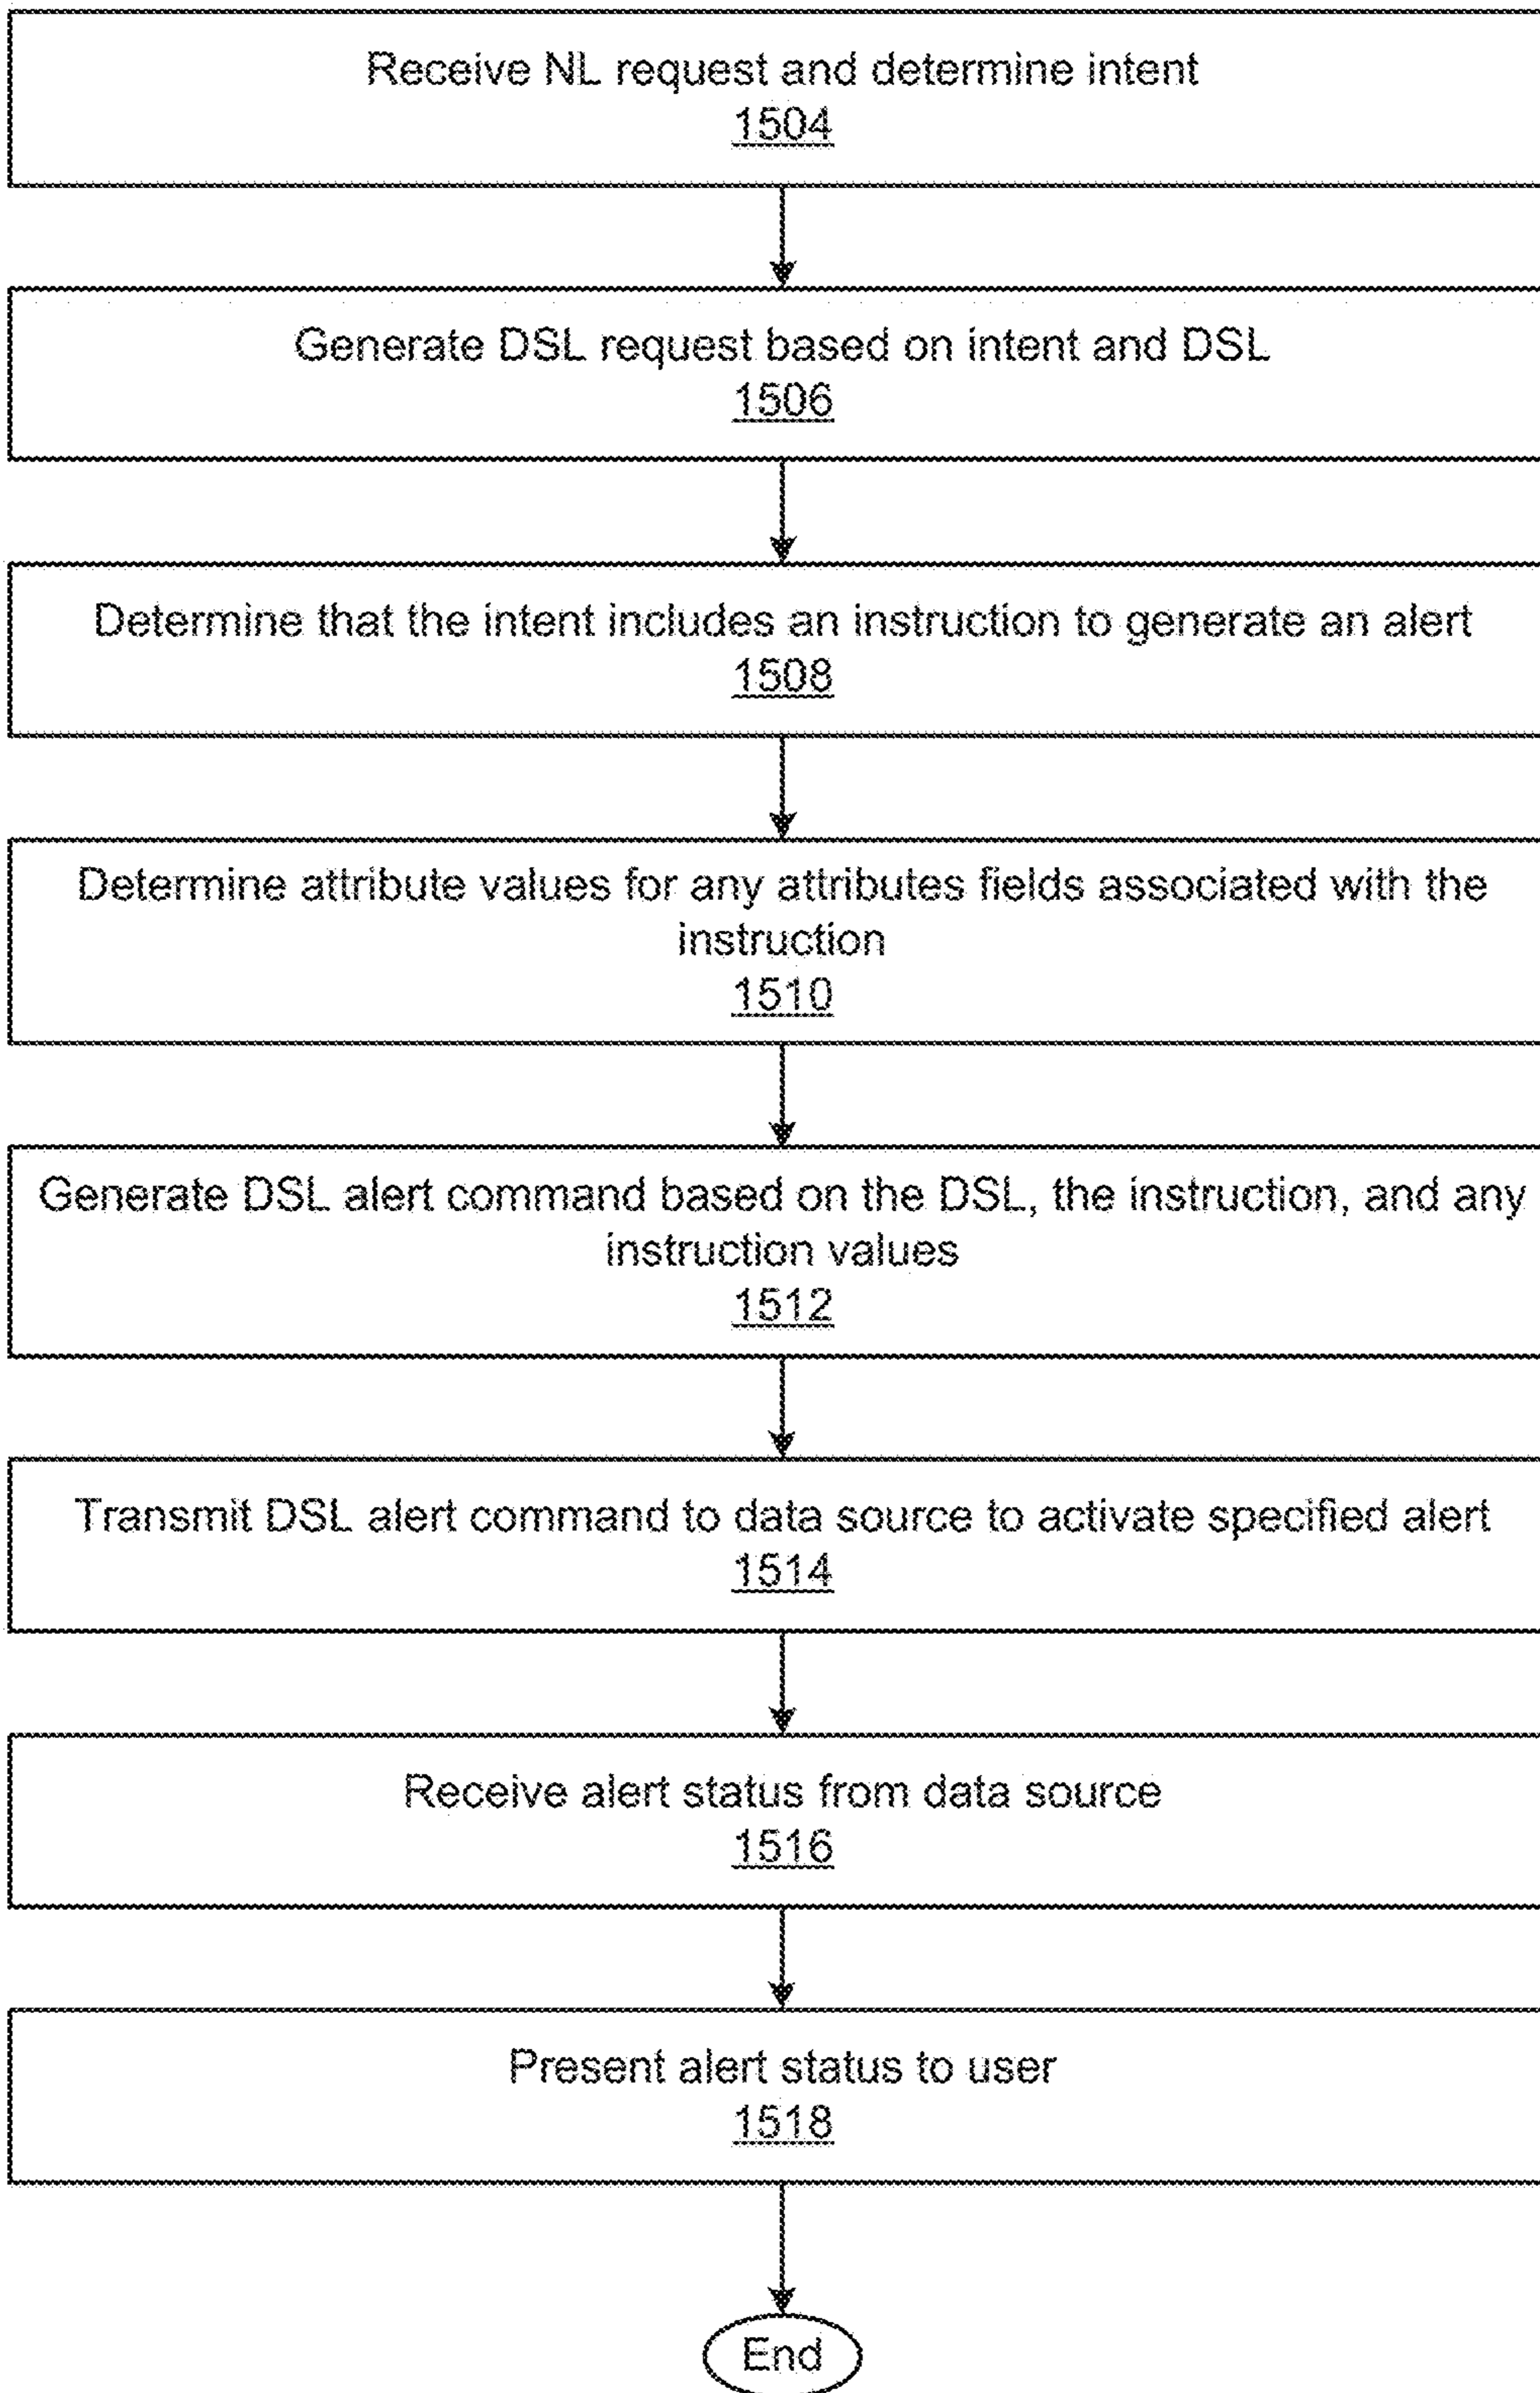 Receive NL request and determine intent
1504
Generate DSL request based on intent and DSL
1506
Determine that the intent includes an instruction to generate an alert
1508
Determine attribute values for any attributes fields associated with the
instruction
1510
Generate DSL alert command based on the DSL, the instruction, and any
instruction values
1512
Transmit DSL alert command to data source to activate specified alert
1514
Receive alert status from data source
1516
Present alert status to user
1518
End